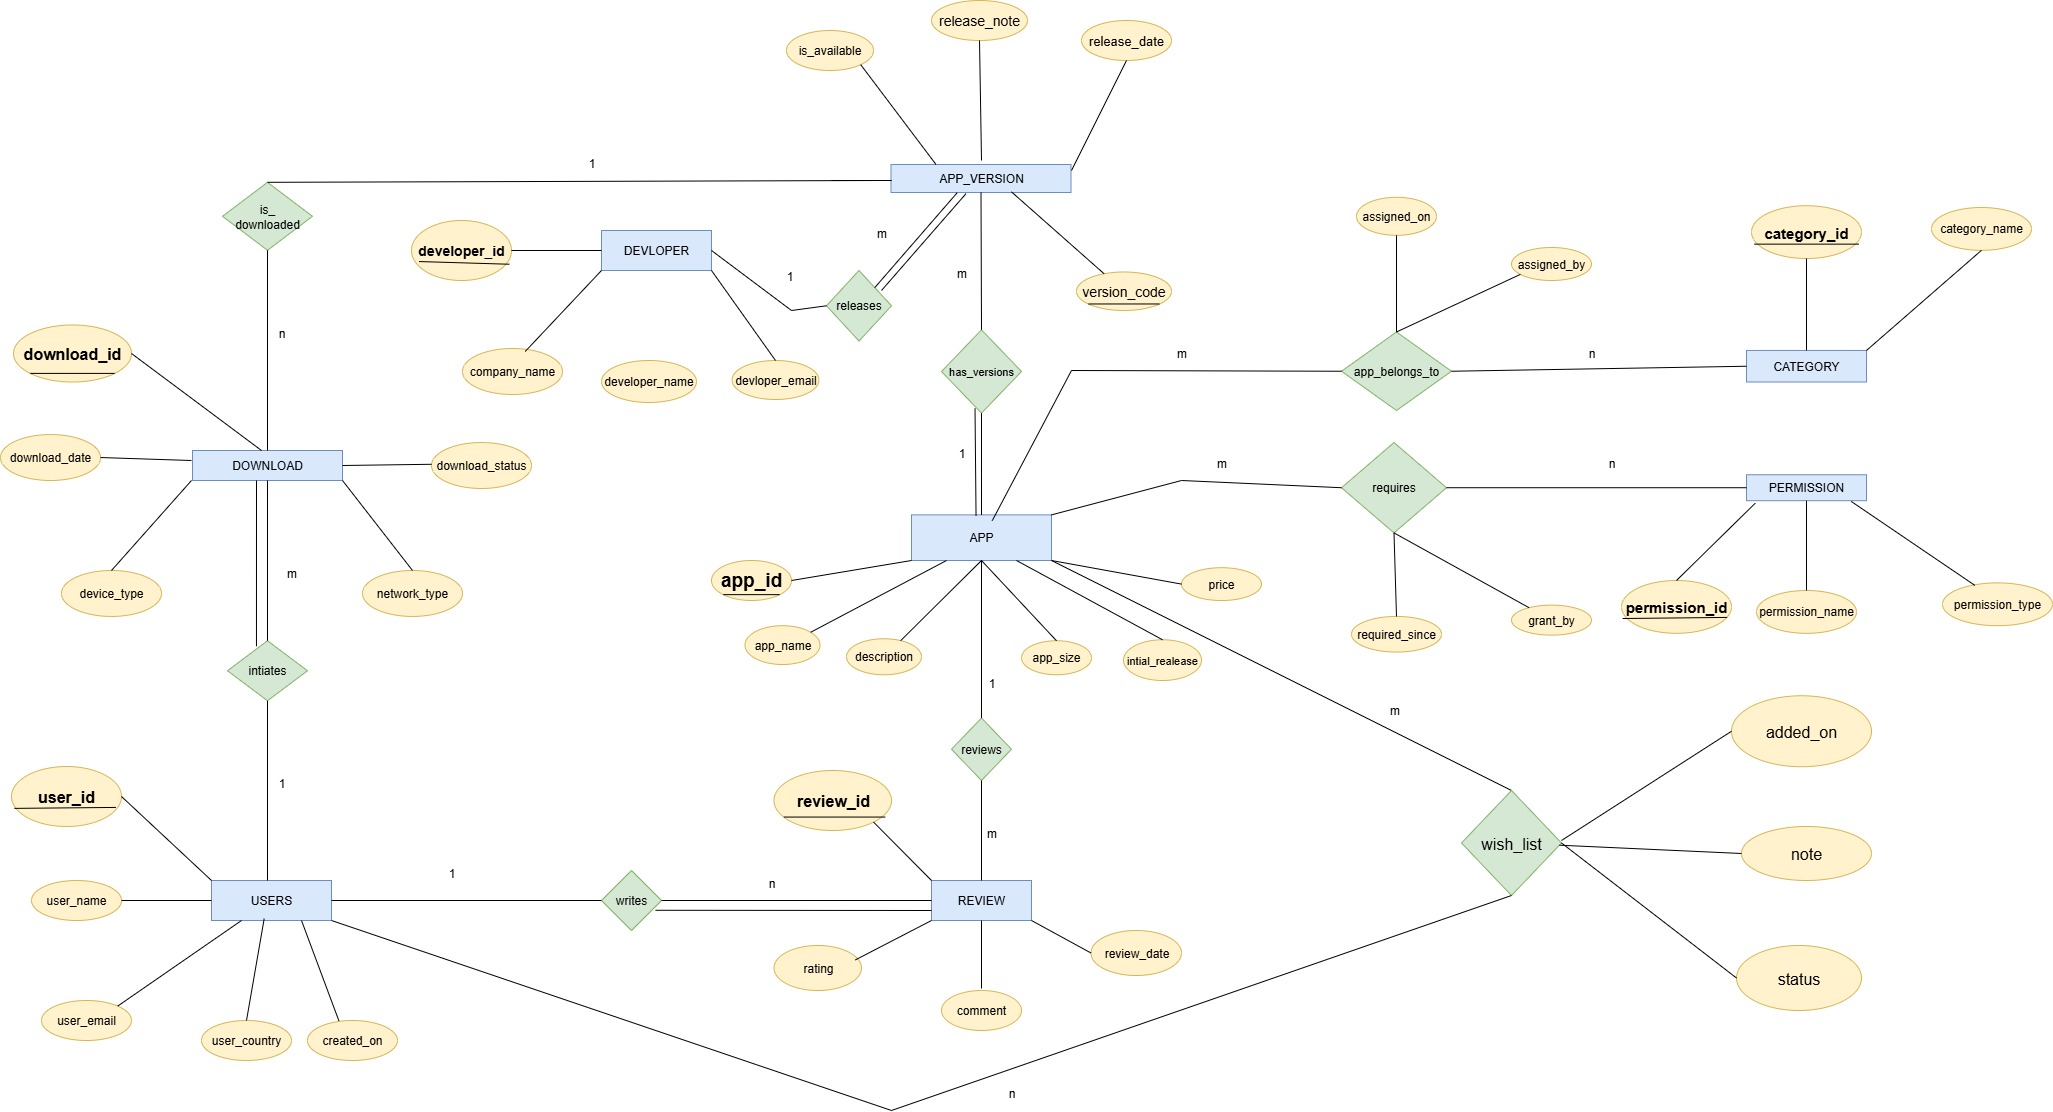 release_note
is_available
release_date
1
APP_VERSION
is_
downloaded
assigned_on
category_id
category_name
m
developer_id
DEVLOPER
1
releases
m
version_code
assigned_by
n
download_id
company_name
developer_name
devloper_email
has_versions
m
app_belongs_to
n
CATEGORY
download_date
DOWNLOAD
download_status
1
m
requires
n
PERMISSION
device_type
m
network_type
APP
app_id
price
app_name
description
app_size
intial_realease
required_since
grant_by
permission_id
permission_name
permission_type
intiates
1
m
added_on
reviews
1
user_id
review_id
m
wish_list
note
user_name
USERS
1
writes
n
REVIEW
rating
review_date
status
comment
user_email
user_country
created_on
n